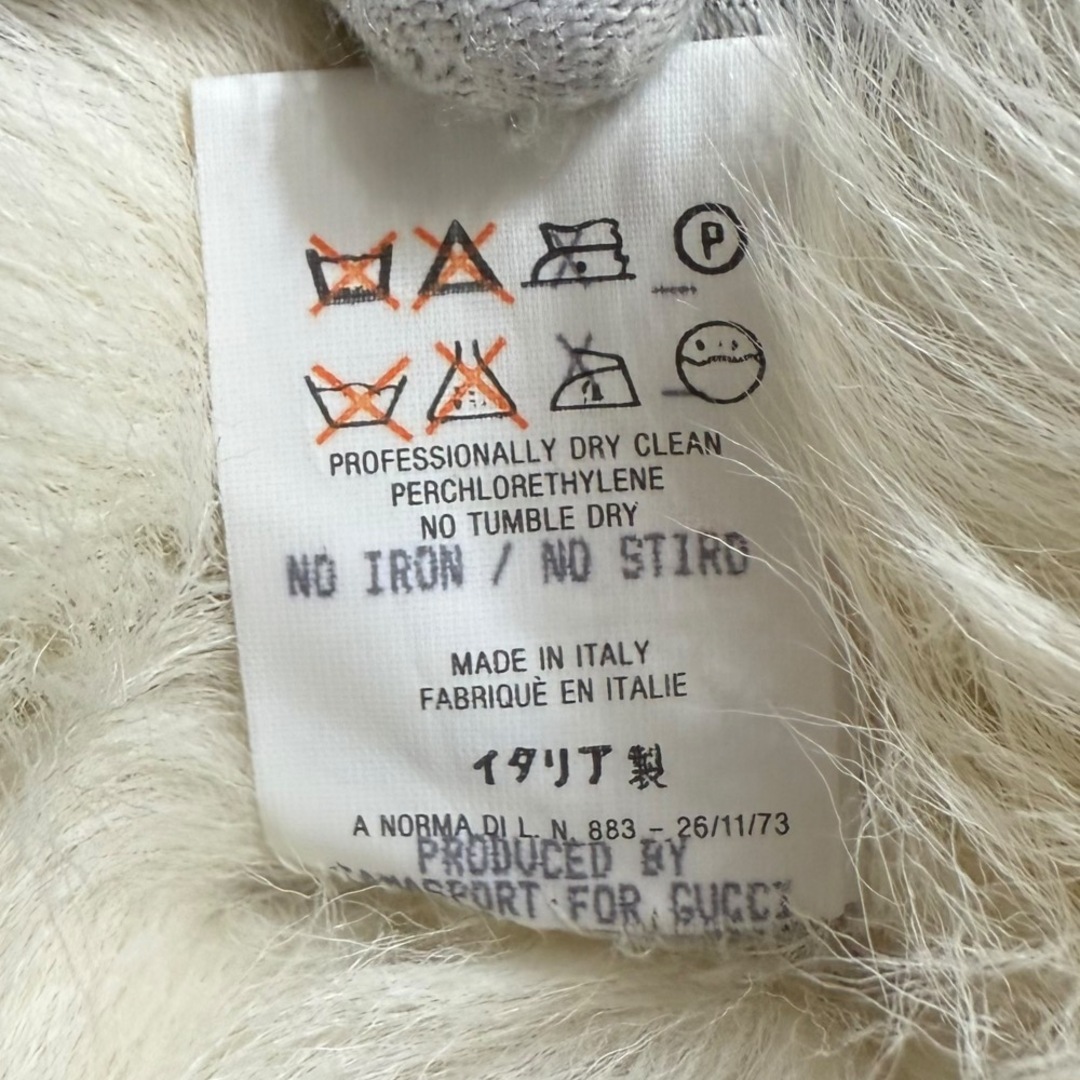 P
PROFESSIONALLY DRY CLEAN
PERCHLORETHYLENE
NO TUMBLE DRY
NO IRON / NO STIRO
MADE IN ITALY
FABRIQUÈ EN ITALIE
イタリア製
A NORMA DI L. N. 883 - 26/11/73
PRODUCED BY
FOR GUCCI